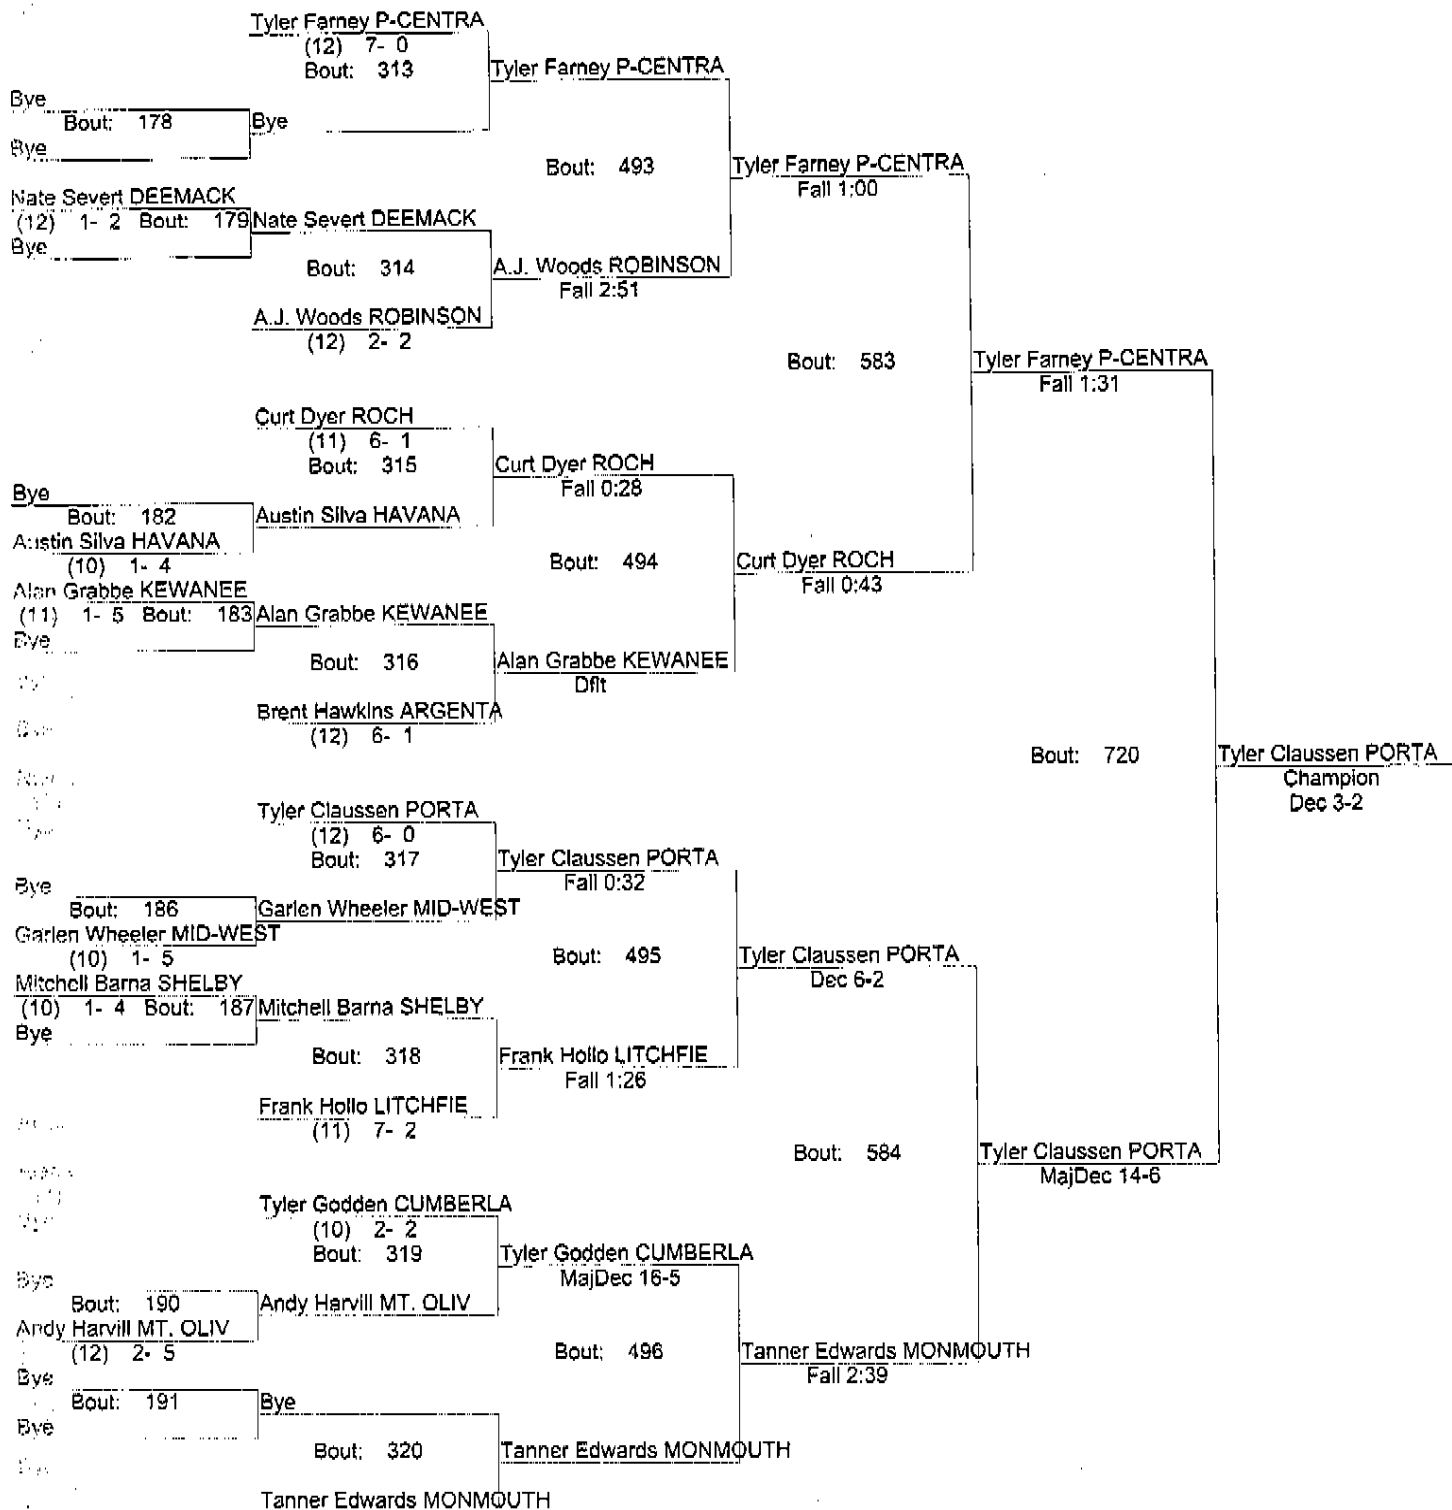 Tyler Farney P-CENTRA
(12) 7- 0
Bout: 313
Tyler Farney P-CENTRA
Bye
Bout: 178
Bye
Bye
Bout: 493
Tyler Farney P-CENTRA
Fall 1:00
Nate Severt DEEMACK
(12) 1- 2 Bout: 179
Nate Severt DEEMACK
Bye
Bout: 314
A.J. Woods ROBINSON
Fall 2:51
A.J. Woods ROBINSON
(12) 2- 2
Bout: 583
Tyler Farney P-CENTRA
Fall 1:31
Curt Dyer ROCH
(11) 6- 1
Bout: 315
Curt Dyer ROCH
Fall 0:28
Bye
Bout: 182
Austin Silva HAVANA
Austin Silva HAVANA
(10) 1- 4
Bout: 494
Curt Dyer ROCH
Fall 0:43
Alan Grabbe KEWANEE
(11) 1- 5 Bout: 183
Alan Grabbe KEWANEE
Bye
Bout: 316
Alan Grabbe KEWANEE
Dflt
Brent Hawkins ARGENTA
(12) 6- 1
Bout: 720
Tyler Claussen PORTA
Champion
Dec 3-2
Tyler Claussen PORTA
(12) 6- 0
Bout: 317
Tyler Claussen PORTA
Fall 0:32
Bye
Bout: 186
Garlen Wheeler MID-WEST
Garlen Wheeler MID-WEST
(10) 1- 5
Bout: 495
Tyler Claussen PORTA
Dec 6-2
Mitchell Barna SHELBY
(10) 1- 4 Bout: 187
Mitchell Barna SHELBY
Bye
Bout: 318
Frank Hollo LITCHFIE
Fall 1:26
Frank Hollo LITCHFIE
(11) 7- 2
Bout: 584
Tyler Claussen PORTA
MajDec 14-6
Tyler Godden CUMBERLA
(10) 2- 2
Bout: 319
Tyler Godden CUMBERLA
MajDec 16-5
Bye
Bout: 190
Andy Harvill MT. OLIV
Andy Harvill MT. OLIV
(12) 2- 5
Bout: 496
Tanner Edwards MONMOUTH
Fall 2:39
Bye
Bout: 191
Bye
Bye
Bout: 320
Tanner Edwards MONMOUTH
Tanner Edwards MONMOUTH